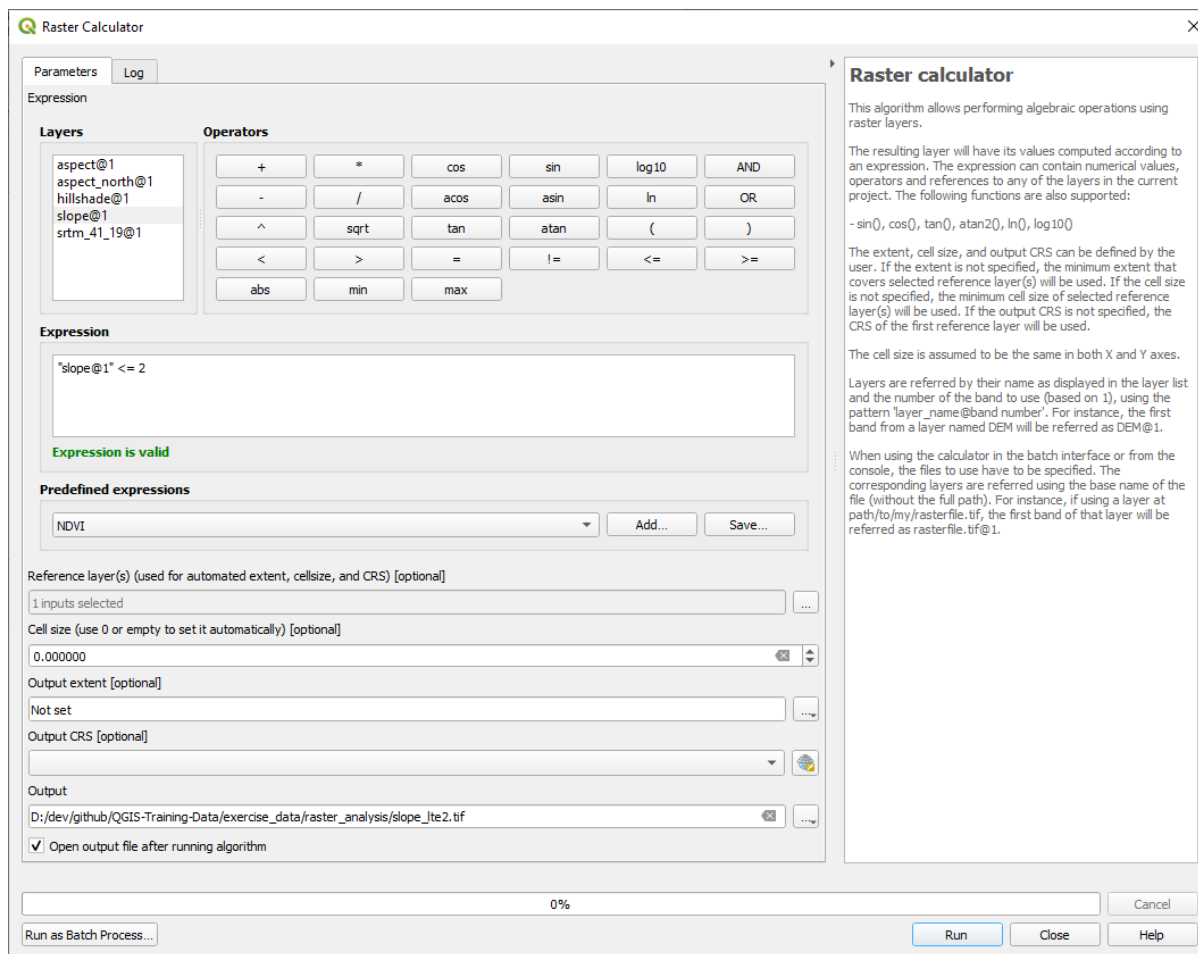 Raster Calculator
Parameters
Log
Expression
Layers
aspect@1
aspect_north@1
hillshade@1
slope@1
srtm_41_19@1
Operators
+ * cos sin log10 AND
- / acos asin ln OR
^ sqrt tan atan ( )
< > = != <= >=
abs min max
Expression
"slope@1" <= 2
Expression is valid
Predefined expressions
NDVI
Add...
Save...
Reference layer(s) (used for automated extent, cellsize, and CRS) [optional]
1 inputs selected
...
Cell size (use 0 or empty to set it automatically) [optional]
0.000000
Output extent [optional]
Not set
...
Output CRS [optional]
Output
D:/dev/github/QGIS-Training-Data/exercise_data/raster_analysis/slope_lte2.tif
...
Open output file after running algorithm
Raster calculator
This algorithm allows performing algebraic operations using
raster layers.
The resulting layer will have its values computed according to
an expression. The expression can contain numerical values,
operators and references to any of the layers in the current
project. The following functions are also supported:
- sin(), cos(), tan(), atan2(), ln(), log10()
The extent, cell size, and output CRS can be defined by the
user. If the extent is not specified, the minimum extent that
covers selected reference layer(s) will be used. If the cell size
is not specified, the minimum cell size of selected reference
layer(s) will be used. If the output CRS is not specified, the
CRS of the first reference layer will be used.
The cell size is assumed to be the same in both X and Y axes.
Layers are referred by their name as displayed in the layer list
and the number of the band to use (based on 1), using the
pattern 'layer_name@band number'. For instance, the first
band from a layer named DEM will be referred as DEM@1.
When using the calculator in the batch interface or from the
console, the files to use have to be specified. The
corresponding layers are referred using the base name of the
file (without the full path). For instance, if using a layer at
path/to/my/rasterfile.tif, the first band of that layer will be
referred as rasterfile.tif@1.
0%
Cancel
Run as Batch Process...
Run
Close
Help